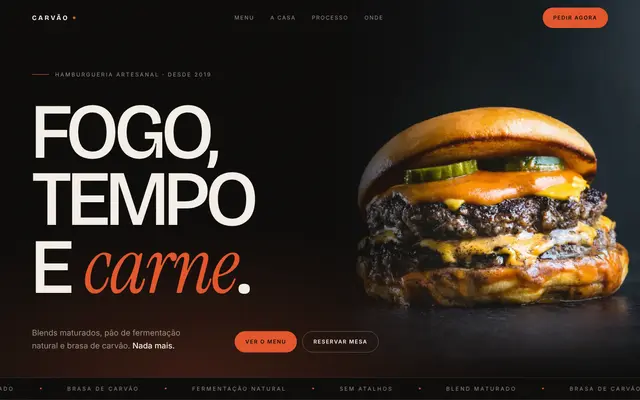 CARVÃO
MENU A CASA PROCESSO ONDE
PEDIR AGORA
HAMBURGUERIA ARTESANAL · DESDE 2019
FOGO,
TEMPO
E carne.
Blends maturados, pão de fermentação
natural e brasa de carvão. Nada mais.
VER O MENU
RESERVAR MESA
ADO • BRASA DE CARVÃO • FERMENTAÇÃO NATURAL • SEM ATALHOS • BLEND MATURADO • BRASA DE CARVÃO